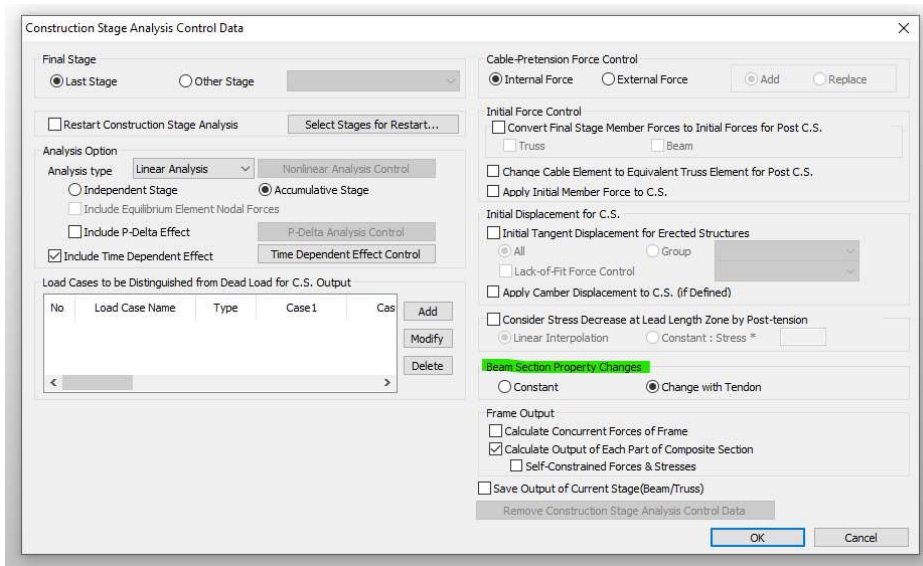 Construction Stage Analysis Control Data
Final Stage
Last Stage Other Stage
Restart Construction Stage Analysis Select Stages for Restart...
Analysis Option
Analysis type Linear Analysis Nonlinear Analysis Control
Independent Stage Accumulative Stage
Include Equilibrium Element Nodal Forces
Include P-Delta Effect P-Delta Analysis Control
Include Time Dependent Effect Time Dependent Effect Control
Load Cases to be Distinguished from Dead Load for C.S. Output
No Load Case Name Type Case1 Cas
Add
Modify
Delete
Cable-Pretension Force Control
Internal Force External Force Add Replace
Initial Force Control
Convert Final Stage Member Forces to Initial Forces for Post C.S.
Truss Beam
Change Cable Element to Equivalent Truss Element for Post C.S.
Apply Initial Member Force to C.S.
Initial Displacement for C.S.
Initial Tangent Displacement for Erected Structures
All Group
Lack-of-Fit Force Control
Apply Camber Displacement to C.S. (if Defined)
Consider Stress Decrease at Lead Length Zone by Post-tension
Linear Interpolation Constant : Stress *
Beam Section Property Changes
Constant Change with Tendon
Frame Output
Calculate Concurrent Forces of Frame
Calculate Output of Each Part of Composite Section
Self-Constrained Forces & Stresses
Save Output of Current Stage(Beam/Truss)
Remove Construction Stage Analysis Control Data
OK Cancel